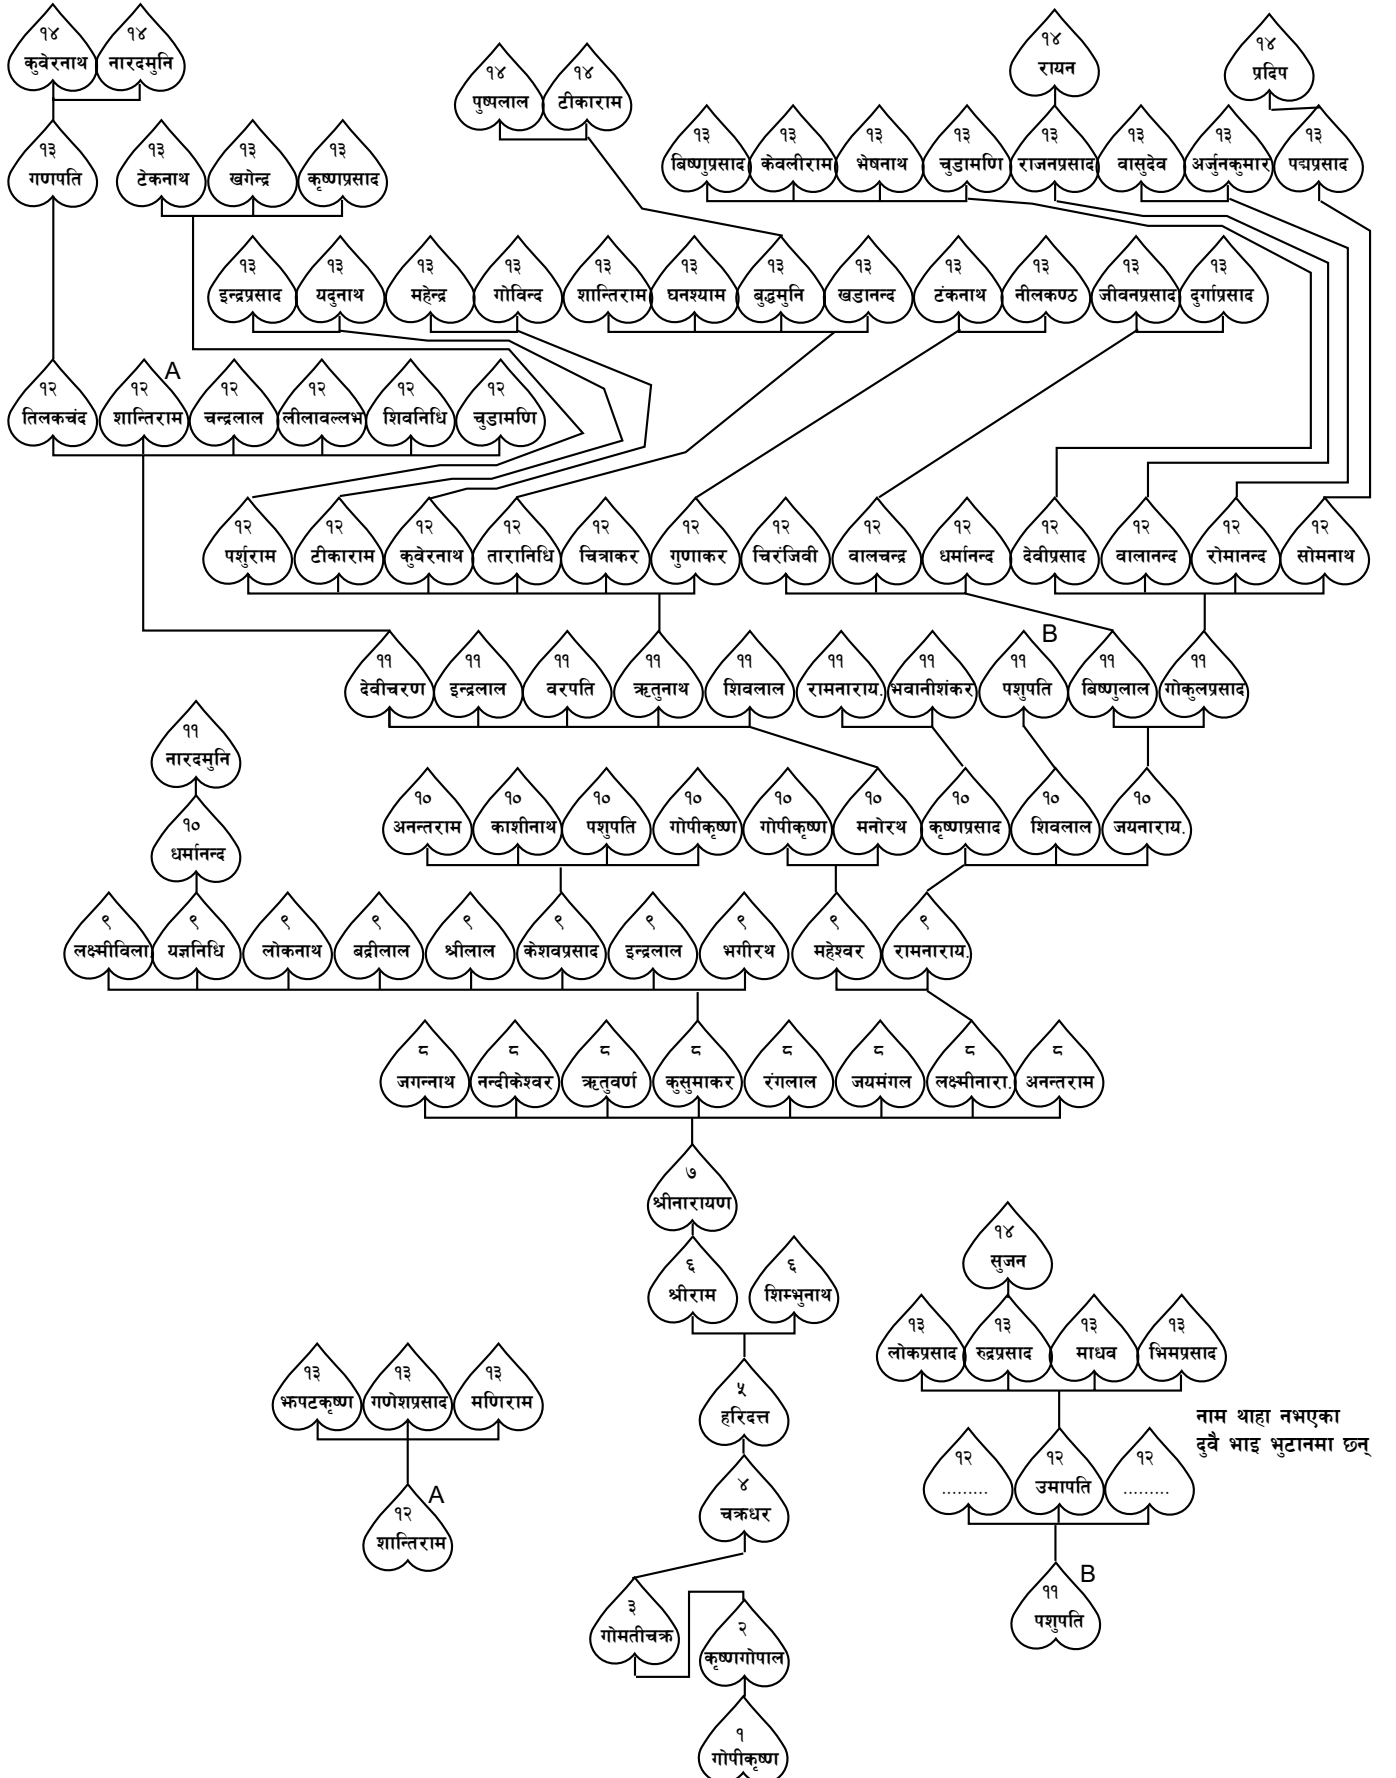 १४ १४
कुवेरनाथ नारदमुनि
१४ १४
पुष्पलाल टीकाराम
१४
रायन
१४
प्रदिप
१३
गणपति
१३ १३ १३
टेकनाथ खगेन्द्र कृष्णप्रसाद
१३ १३ १३ १३ १३ १३ १३ १३
बिष्णुप्रसाद केवलीराम भेषनाथ चुडामणि राजनप्रसाद वासुदेव अर्जुनकुमार पद्मप्रसाद
१३ १३ १३ १३ १३ १३ १३ १३ १३ १३ १३ १३
इन्द्रप्रसाद यदुनाथ महेन्द्र गोविन्द शान्तिराम घनश्याम बुद्धमुनि खडानन्द टंकनाथ नीलकण्ठ जीवनप्रसाद दुर्गाप्रसाद
A
१२ १२ १२ १२ १२ १२
तिलकचंद शान्तिराम चन्द्रलाल लीलावल्लभ शिवनिधि चुडामणि
१२ १२ १२ १२ १२ १२ १२ १२ १२ १२ १२ १२ १२
पर्शुराम टीकाराम कुवेरनाथ तारानिधि चित्राकर गुणाकर चिरंजिवी वालचन्द्र धर्मानन्द देवीप्रसाद वालानन्द रोमानन्द सोमनाथ
B
११ ११ ११ ११ ११ ११ ११ ११ ११ ११
देवीचरण इन्द्रलाल वरपति ऋतुनाथ शिवलाल रामनाराय. भवानीशंकर पशुपति बिष्णुलाल गोकुलप्रसाद
११
नारदमुनि
१० १० १० १० १० १० १० १० १०
अनन्तराम काशीनाथ पशुपति गोपीकृष्ण गोपीकृष्ण मनोरथ कृष्णप्रसाद शिवलाल जयनाराय.
१०
धर्मानन्द
९ ९ ९ ९ ९ ९ ९ ९ ९ ९
लक्ष्मीविला यज्ञनिधि लोकनाथ बद्रीलाल श्रीलाल केशवप्रसाद इन्द्रलाल भगीरथ महेश्वर रामनाराय.
८ ८ ८ ८ ८ ८ ८ ८
जगन्नाथ नन्दीकेश्वर ऋतुवर्ण कुसुमाकर रंगलाल जयमंगल लक्ष्मीनारा. अनन्तराम
७
श्रीनारायण
६ ६
श्रीराम शिम्भुनाथ
१४
सुजन
१३ १३ १३ १३
लोकप्रसाद रुद्रप्रसाद माधव भिमप्रसाद
१३ १३ १३
झपटकृष्ण गणेशप्रसाद मणिराम
५
हरिदत्त
नाम थाहा नभएका
दुवै भाइ भुटानमा छन्
१२ १२ १२
......... उमापति .........
४
चक्रधर
A
१२
शान्तिराम
B
११
पशुपति
३
गोमतीचक्र
२
कृष्णगोपाल
१
गोपीकृष्ण